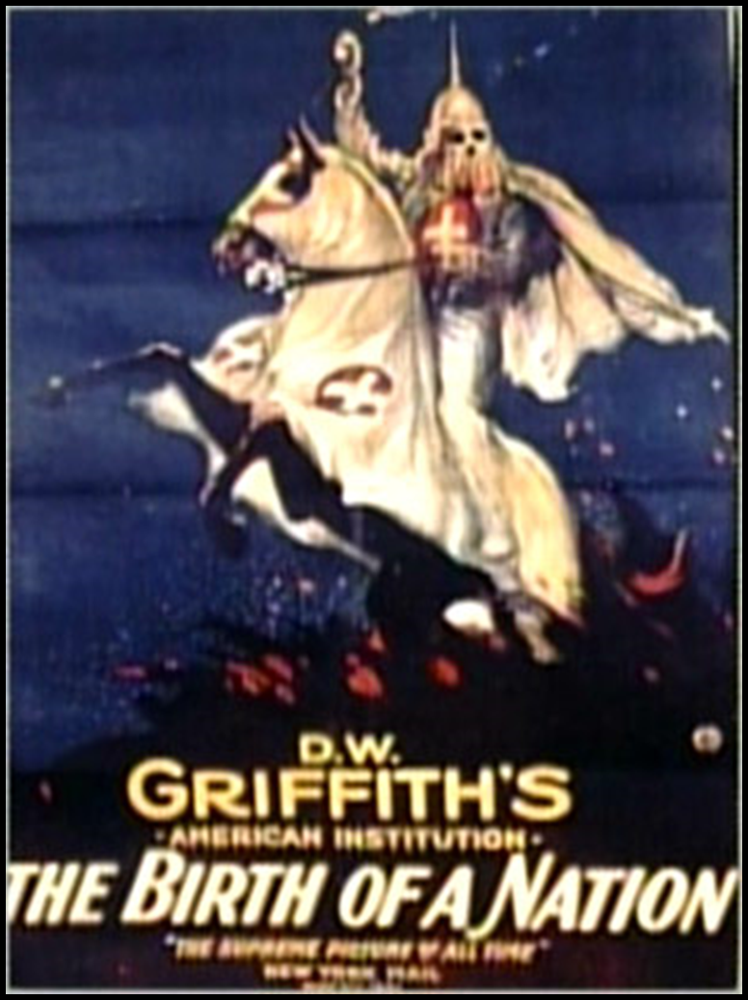 D.W.
GRIFFITH'S
-AMERICAN INSTITUTION-
THE BIRTH OF A NATION
"THE SUPREME PICTURE OF ALL TIME"
NEW YORK MAIL